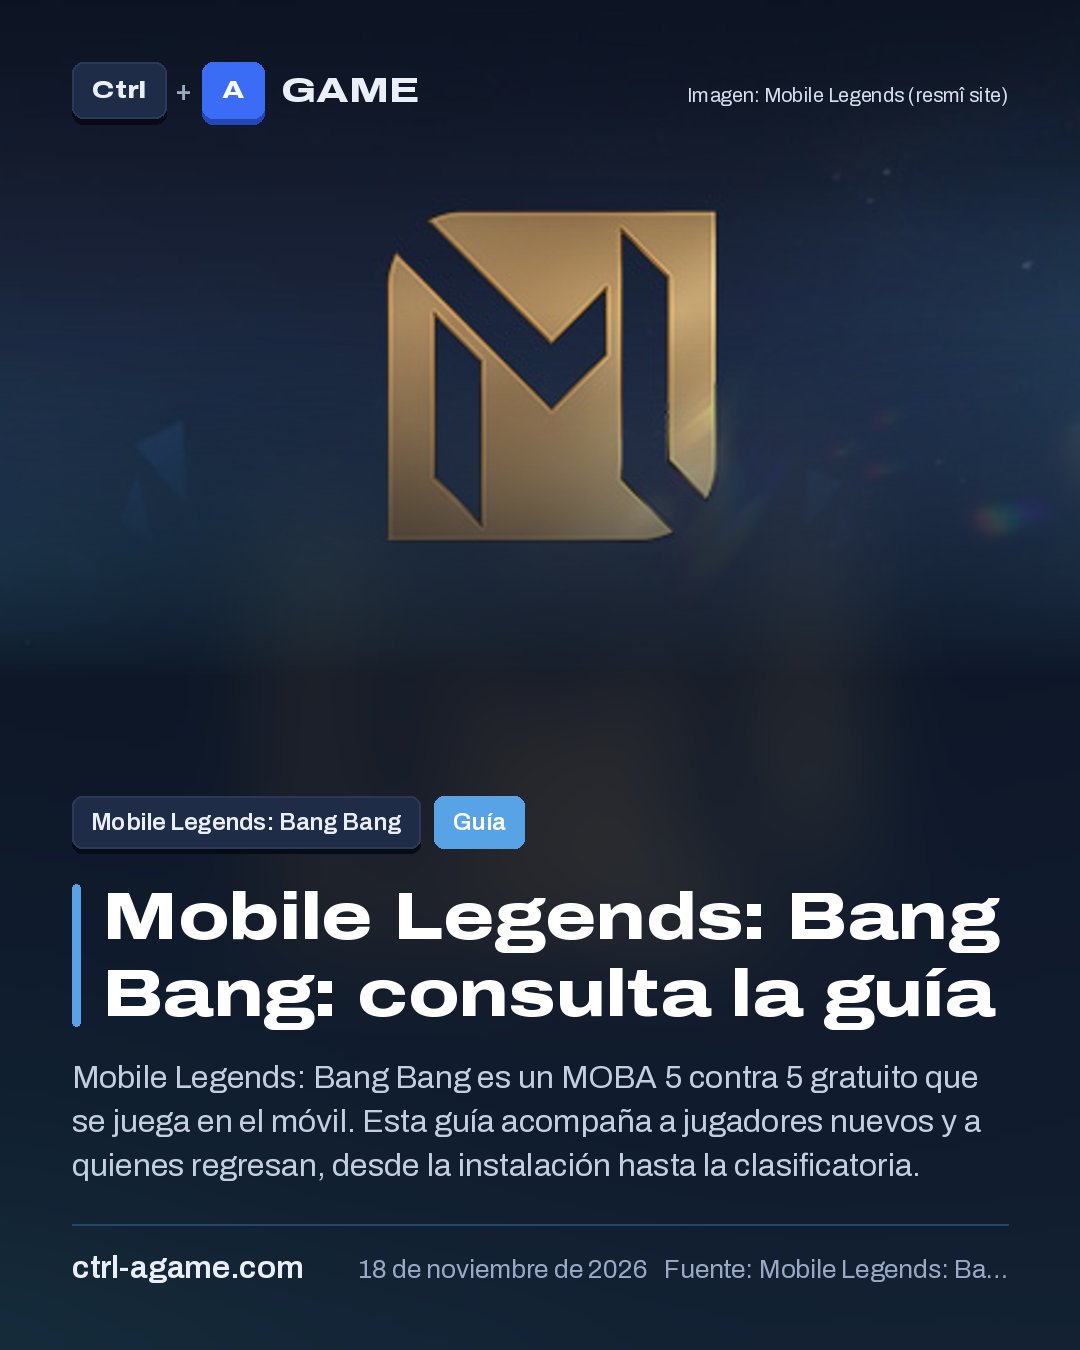 Ctrl + A GAME
Imagen: Mobile Legends (resmî site)
Mobile Legends: Bang Bang
Guía
Mobile Legends: Bang
Bang: consulta la guía
Mobile Legends: Bang Bang es un MOBA 5 contra 5 gratuito que
se juega en el móvil. Esta guía acompaña a jugadores nuevos y a
quienes regresan, desde la instalación hasta la clasificatoria.
ctrl-agame.com
18 de noviembre de 2026 Fuente: Mobile Legends: Ba...